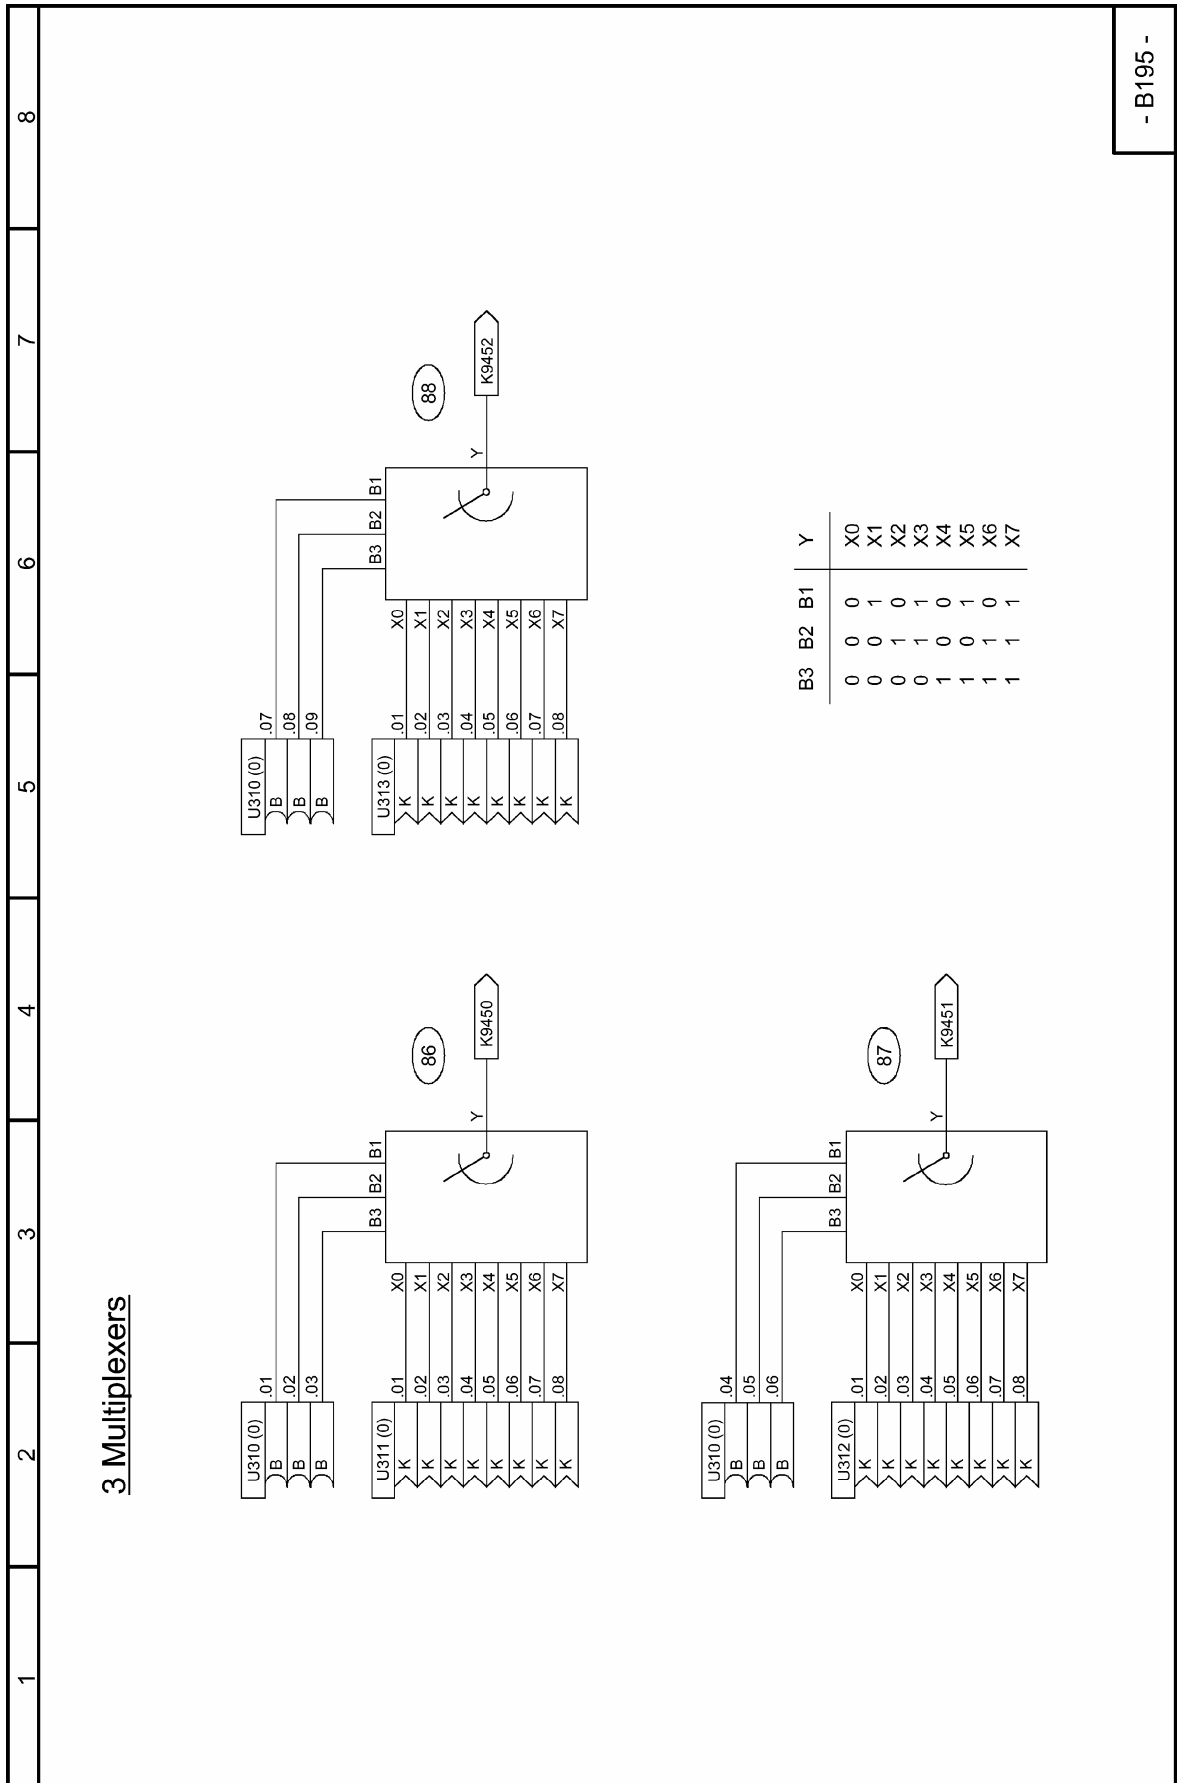 1 2 3 4 5 6 7 8
3 Multiplexers
U310 (0)
B .01
B .02
B .03
B3 B2 B1
U311 (0)
K .01 X0
K .02 X1
K .03 X2
K .04 X3
K .05 X4
K .06 X5
K .07 X6
K .08 X7
Y
K9450
86
U310 (0)
B .07
B .08
B .09
B3 B2 B1
U313 (0)
K .01 X0
K .02 X1
K .03 X2
K .04 X3
K .05 X4
K .06 X5
K .07 X6
K .08 X7
Y
K9452
88
U310 (0)
B .04
B .05
B .06
B3 B2 B1
U312 (0)
K .01 X0
K .02 X1
K .03 X2
K .04 X3
K .05 X4
K .06 X5
K .07 X6
K .08 X7
Y
K9451
87
B3 B2 B1 Y
0 0 0 X0
0 0 1 X1
0 1 0 X2
0 1 1 X3
1 0 0 X4
1 0 1 X5
1 1 0 X6
1 1 1 X7
- B195 -